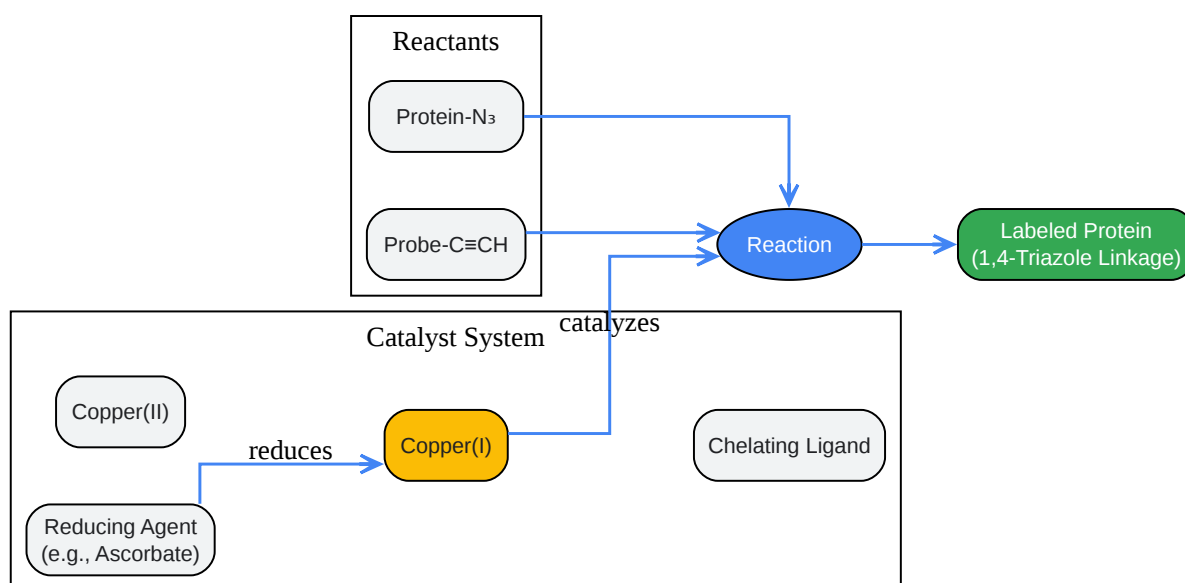 Reactants
Protein-N₃
Probe-C≡CH
Reaction
Labeled Protein
(1,4-Triazole Linkage)
catalyzes
Catalyst System
Copper(II)
reduces
Copper(I)
Chelating Ligand
Reducing Agent
(e.g., Ascorbate)